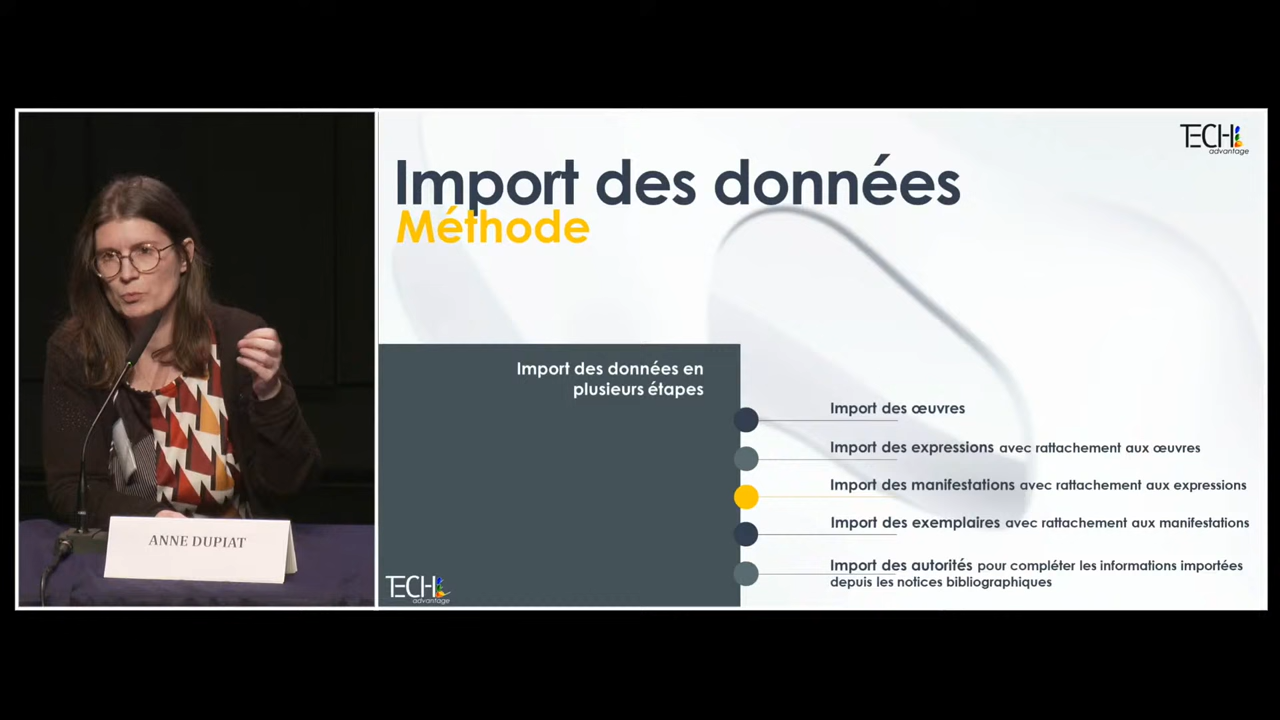 TECH
advantage
Import des données
Méthode
Import des données en
plusieurs étapes
Import des œuvres
Import des expressions avec rattachement aux œuvres
Import des manifestations avec rattachement aux expressions
Import des exemplaires avec rattachement aux manifestations
Import des autorités pour compléter les informations importées
depuis les notices bibliographiques
ANNE DUPIAT
TECH
advantage